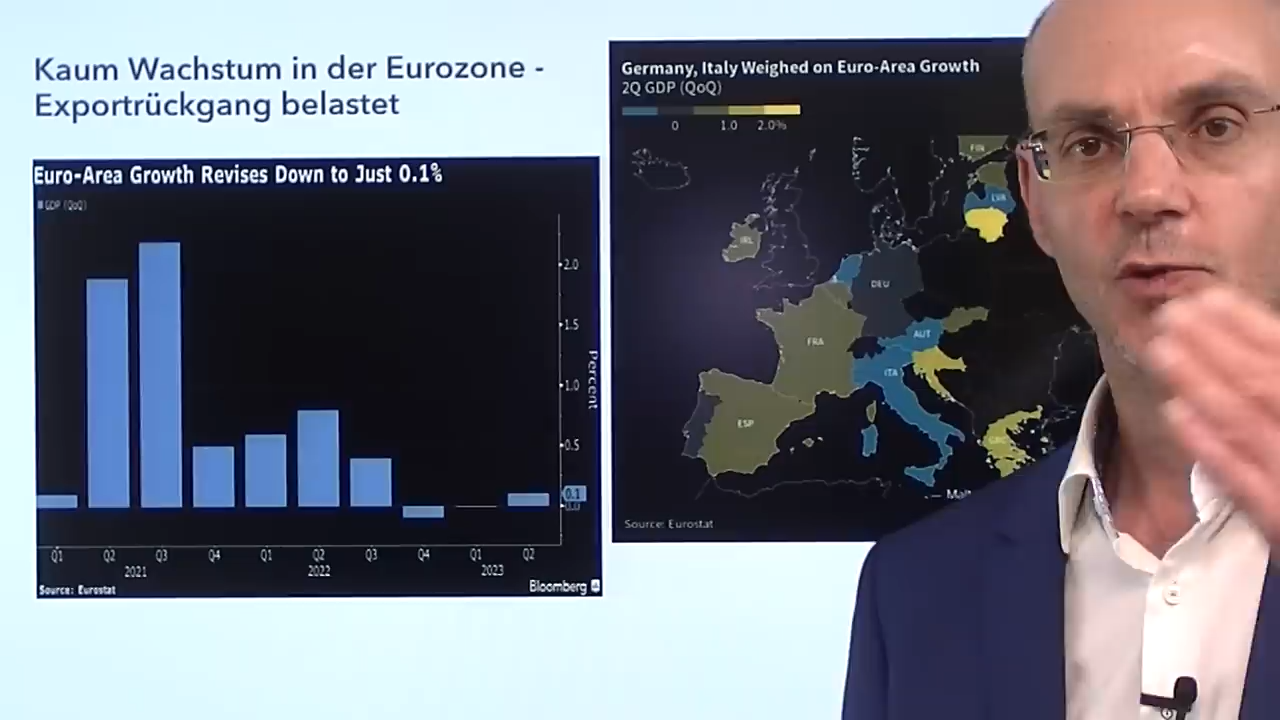 Kaum Wachstum in der Eurozone -
Exportrückgang belastet
Euro-Area Growth Revises Down to Just 0.1%
GDP (QoQ)
2.0
1.5
1.0
0.5
0.1
0.0
Percent
Q1 Q2 Q3 Q4 Q1 Q2 Q3 Q4 Q1 Q2
2021 2022 2023
Source: Eurostat
Bloomberg
Germany, Italy Weighed on Euro-Area Growth
2Q GDP (QoQ)
0 1.0 2.0%
FIN
LVA
IRL
DEU
FRA
AUT
ITA
ESP
GRC
Source: Eurostat